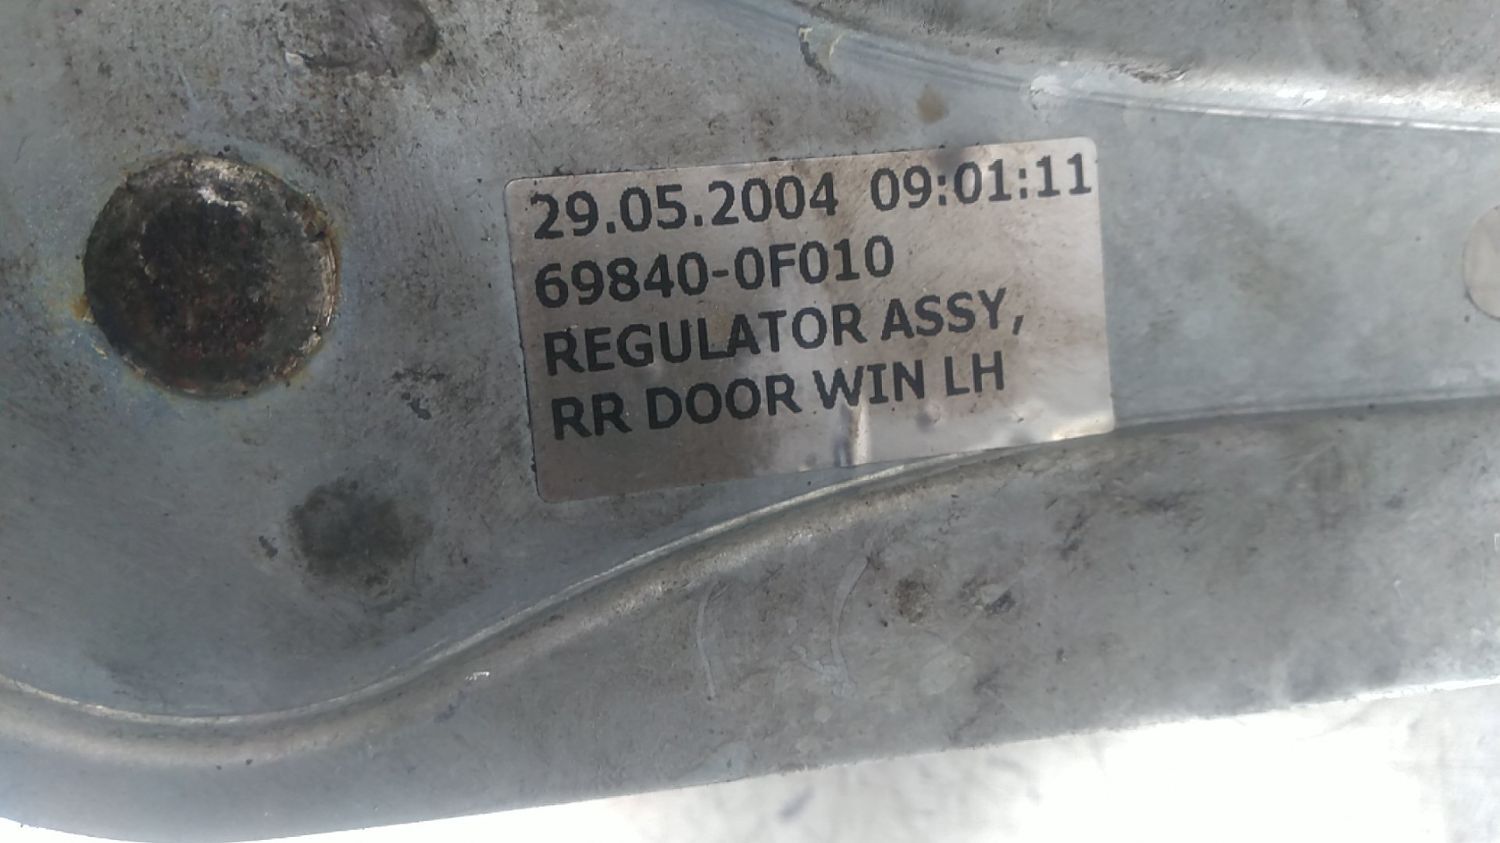 29.05.2004 09:01:11
69840-0F010
REGULATOR ASSY,
RR DOOR WIN LH